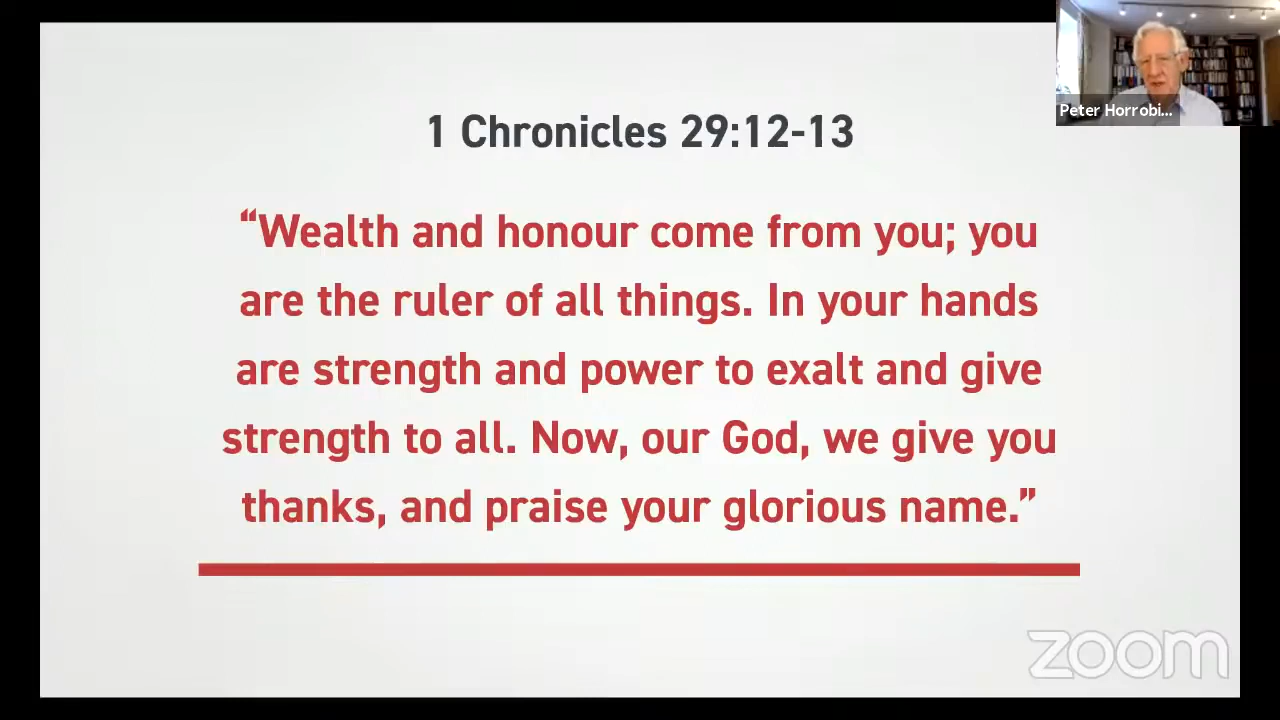 Peter Horrobi...
1 Chronicles 29:12-13
“Wealth and honour come from you; you
are the ruler of all things. In your hands
are strength and power to exalt and give
strength to all. Now, our God, we give you
thanks, and praise your glorious name.”
zoom